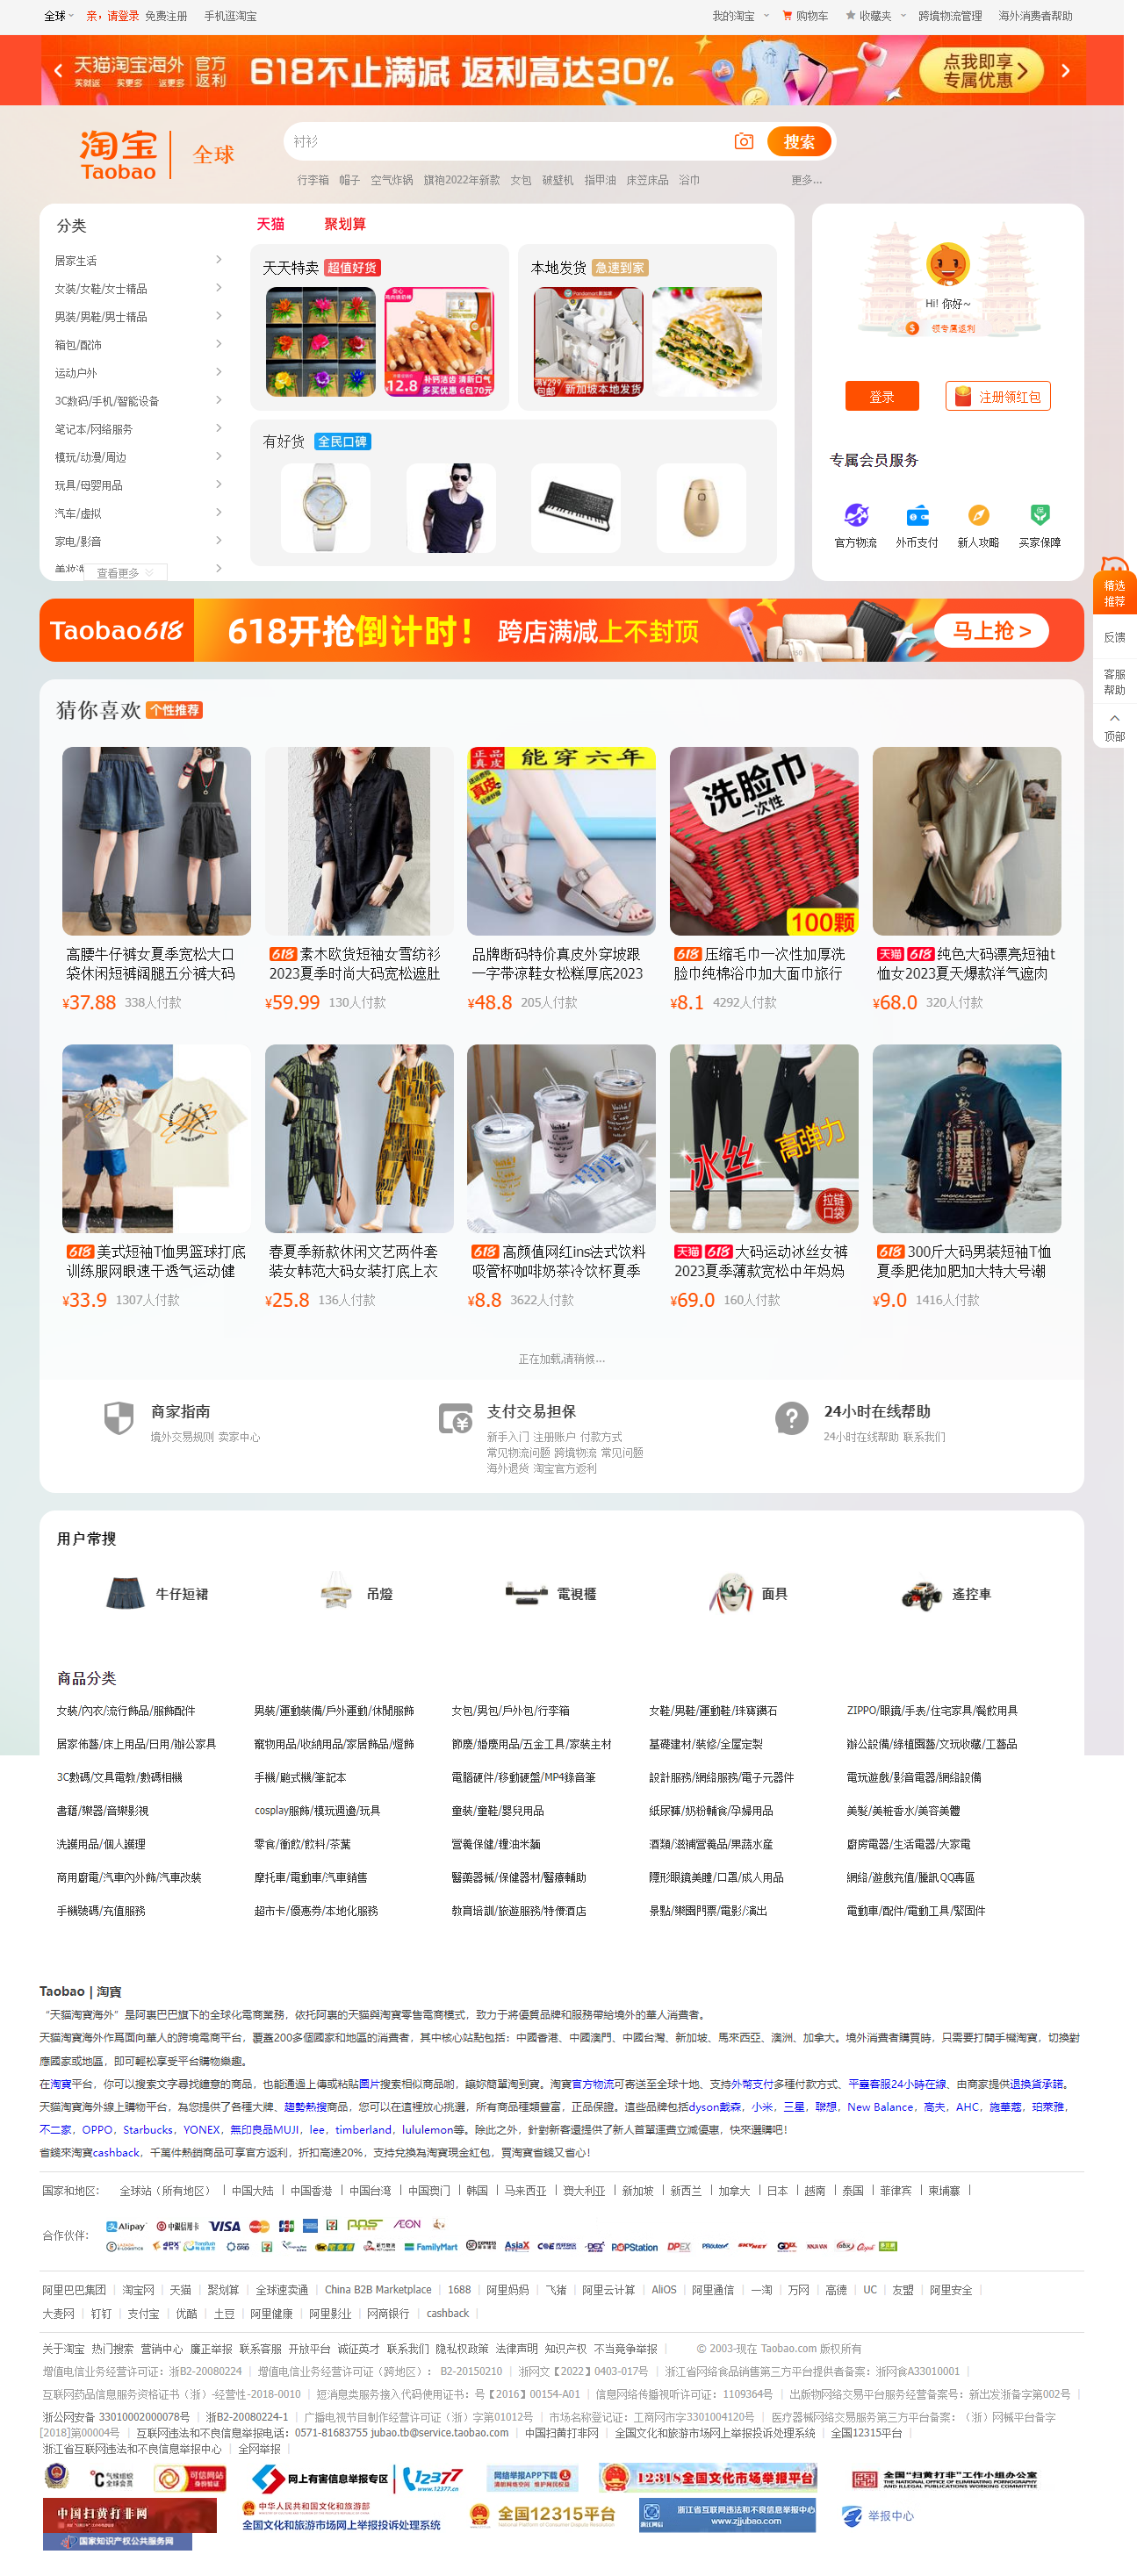 全球 亲，请登录 免费注册 手机逛淘宝 我的淘宝 购物车 收藏夹 跨境物流管理 海外消费者帮助
天猫淘宝海外 官方返利 618不止满减 返利高达30% 点我即享专属优惠
买就返 买更多 返更多
淘宝 Taobao 全球
衬衫 搜索
行李箱 帽子 空气炸锅 旗袍2022年新款 女包 破壁机 指甲油 床笠床品 浴巾 更多...
分类
天猫 聚划算
居家生活
女装/女鞋/女士精品
男装/男鞋/男士精品
箱包/配饰
运动户外
3C数码/手机/智能设备
笔记本/网络服务
模玩/动漫/周边
玩具/母婴用品
汽车/虚拟
家电/影音
查看更多
天天特卖 超值好货
12.8 多买优惠 6包70元
本地发货 急速到家
满¥299包邮 新加坡本地发货
有好货 全民口碑
Hi! 你好~
领专属返利
登录 注册领红包
专属会员服务
官方物流 外币支付 新人攻略 买家保障
精选推荐
反馈
客服帮助
顶部
Taobao618 618开抢倒计时！ 跨店满减上不封顶 马上抢 >
猜你喜欢 个性推荐
正品真皮 能穿六年
真皮
洗脸巾
一次性
100颗
高腰牛仔裤女夏季宽松大口
袋休闲短裤阔腿五分裤大码
¥37.88 338人付款
618 素木欧货短袖女雪纺衫
2023夏季时尚大码宽松遮肚
¥59.99 130人付款
品牌断码特价真皮外穿坡跟
一字带凉鞋女松糕厚底2023
¥48.8 205人付款
618 压缩毛巾一次性加厚洗
脸巾纯棉浴巾加大面巾旅行
¥8.1 4292人付款
天猫 618 纯色大码漂亮短袖t
恤女2023夏天爆款洋气遮肉
¥68.0 320人付款
冰丝 高弹力
拉链口袋
618 美式短袖T恤男篮球打底
训练服网眼速干透气运动健
¥33.9 1307人付款
春夏季新款休闲文艺两件套
装女韩范大码女装打底上衣
¥25.8 136人付款
618 高颜值网红ins法式饮料
吸管杯咖啡奶茶冷饮杯夏季
¥8.8 3622人付款
天猫 618 大码运动冰丝女裤
2023夏季薄款宽松中年妈妈
¥69.0 160人付款
618 300斤大码男装短袖T恤
夏季肥佬加肥加大特大号潮
¥9.0 1416人付款
正在加载,请稍候...
商家指南
境外交易规则 卖家中心
支付交易担保
新手入门 注册账户 付款方式
常见物流问题 跨境物流 常见问题
海外退货 淘宝官方返利
24小时在线帮助
24小时在线帮助 联系我们
用户常搜
牛仔短裙 吊燈 電視櫃 面具 遙控車
商品分类
女裝/內衣/流行飾品/服飾配件 男裝/運動裝備/戶外運動/休閒服飾 女包/男包/戶外包/行李箱 女鞋/男鞋/運動鞋/珠寶鑽石 ZIPPO/眼鏡/手表/住宅家具/餐飲用具
居家佈藝/床上用品/日用/辦公家具 寵物用品/收納用品/家居飾品/燈飾 節慶/婚慶用品/五金工具/家裝主材 基礎建材/裝修/全屋定製 辦公設備/綠植園藝/文玩收藏/工藝品
3C數碼/文具電教/數碼相機 手機/颱式機/筆記本 電腦硬件/移動硬盤/MP4錄音筆 設計服務/網絡服務/電子元器件 電玩遊戲/影音電器/網絡設備
書籍/樂器/音樂影視 cosplay服飾/模玩週邊/玩具 童裝/童鞋/嬰兒用品 紙尿褲/奶粉輔食/孕婦用品 美髮/美粧香水/美容美體
洗護用品/個人護理 零食/衝飲/飲料/茶葉 營養保健/糧油米麵 酒類/滋補營養品/果蔬水産 廚房電器/生活電器/大家電
商用廚電/汽車內外飾/汽車改裝 摩托車/電動車/汽車銷售 醫藥器械/保健器材/醫療輔助 隱形眼鏡美瞳/口罩/成人用品 網絡/遊戲充值/騰訊QQ專區
手機號碼/充值服務 超市卡/優惠券/本地化服務 教育培訓/旅遊服務/特價酒店 景點/樂園門票/電影/演出 電動車/配件/電動工具/緊固件
Taobao | 淘寶
“天貓淘寶海外”是阿裏巴巴旗下的全球化電商業務，依托阿裏的天貓與淘寶零售電商模式，致力于將優質品牌和服務帶給境外的華人消費者。
天貓淘寶海外作爲面向華人的跨境電商平台，覆蓋200多個國家和地區的消費者，其中核心站點包括：中國香港、中國澳門、中國台灣、新加坡、馬來西亞、澳洲、加拿大。境外消費者購買時，只需要打開手機淘寶，切換對
應國家或地區，即可輕松享受平台購物樂趣。
在淘寶平台，你可以搜索文字尋找鐘意的商品，也能通過上傳或粘貼圖片搜索相似商品喲，讓妳簡單淘到寶。淘寶官方物流可寄送至全球十地、支持外幣支付多種付款方式、平臺客服24小時在線、由商家提供退換貨承諾。
天貓淘寶海外線上購物平台，為您提供了各種大牌、趨勢熱搜商品，您可以在這裡放心挑選，所有商品種類豐富，正品保證。這些品牌包括dyson戴森，小米，三星，聯想，New Balance，高夫，AHC，施華蔻，珀萊雅，
不二家，OPPO，Starbucks，YONEX，無印良品MUJI，lee，timberland，lululemon等。除此之外，針對新客還提供了新人首單運費立減優惠，快來選購吧！
省錢來淘寶cashback，千萬件熱銷商品可享官方返利，折扣高達20%，支持兌換為淘寶現金紅包，買淘寶省錢又省心！
国家和地区： 全球站（所有地区） 中国大陆 中国香港 中国台湾 中国澳门 韩国 马来西亚 澳大利亚 新加坡 新西兰 加拿大 日本 越南 泰国 菲律宾 柬埔寨
合作伙伴： Alipay VISA JCB PPS AEON
FamilyMart AsiaX POPStation DPEX
阿里巴巴集团 淘宝网 天猫 聚划算 全球速卖通 China B2B Marketplace 1688 阿里妈妈 飞猪 阿里云计算 AliOS 阿里通信 一淘 万网 高德 UC 友盟 阿里安全
大麦网 钉钉 支付宝 优酷 土豆 阿里健康 阿里影业 网商银行 cashback
关于淘宝 热门搜索 营销中心 廉正举报 联系客服 开放平台 诚征英才 联系我们 隐私权政策 法律声明 知识产权 不当竞争举报 © 2003-现在 Taobao.com 版权所有
增值电信业务经营许可证：浙B2-20080224 增值电信业务经营许可证（跨地区）：B2-20150210 浙网文【2022】0403-017号 浙江省网络食品销售第三方平台提供者备案：浙网食A33010001
互联网药品信息服务资格证书（浙）-经营性-2018-0010 短消息类服务接入代码使用证书：号【2016】00154-A01 信息网络传播视听许可证：1109364号 出版物网络交易平台服务经营备案号：新出发浙备字第002号
浙公网安备 33010002000078号 浙B2-20080224-1 广播电视节目制作经营许可证（浙）字第01012号 市场名称登记证：工商网市字3301004120号 医疗器械网络交易服务第三方平台备案：（浙）网械平台备字
[2018]第00004号 互联网违法和不良信息举报电话：0571-81683755 jubao.tb@service.taobao.com 中国扫黄打非网 全国文化和旅游市场网上举报投诉处理系统 全国12315平台
浙江省互联网违法和不良信息举报中心 全网举报
气候组织全球会员 可信网站 身份验证 网上有害信息举报专区 12377 网络举报APP下载 12318全国文化市场举报平台 全国“扫黄打非”工作小组办公室
中国扫黄打非网 中华人民共和国文化和旅游部 全国文化和旅游市场网上举报投诉处理系统 全国12315平台 浙江省互联网违法和不良信息举报中心 www.zjjubao.com 举报中心
国家知识产权公共服务网